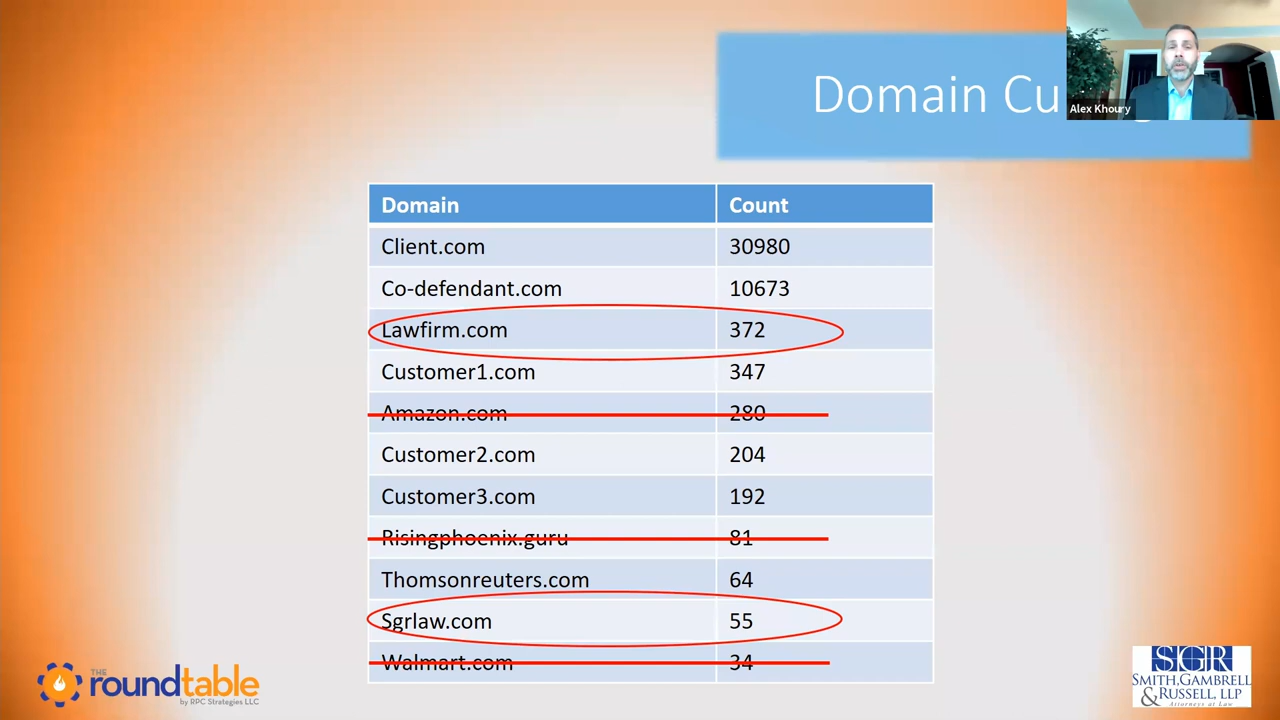 Domain Cu
Alex Khoury
Domain Count
Client.com 30980
Co-defendant.com 10673
Lawfirm.com 372
Customer1.com 347
Amazon.com 280
Customer2.com 204
Customer3.com 192
Risingphoenix.guru 81
Thomsonreuters.com 64
Sgrlaw.com 55
Walmart.com 34
THE
roundtable
by RPC Strategies LLC
SGR
SMITH, GAMBRELL
& RUSSELL, LLP
Attorneys at Law